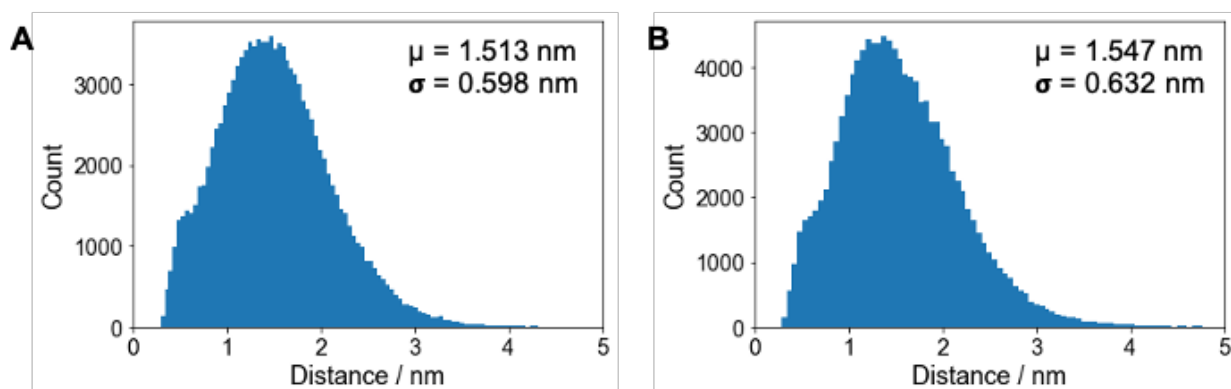 A
μ = 1.513 nm
σ = 0.598 nm
Count
3000
2000
1000
0
0 1 2 3 4 5
Distance / nm
B
μ = 1.547 nm
σ = 0.632 nm
Count
4000
3000
2000
1000
0
0 1 2 3 4 5
Distance / nm